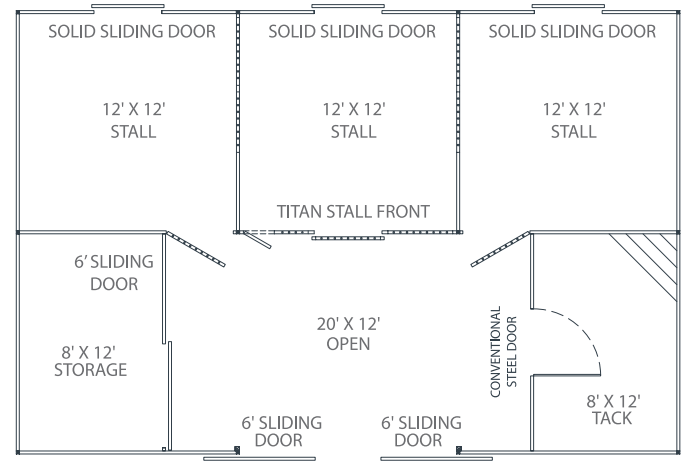 SOLID SLIDING DOOR
SOLID SLIDING DOOR
SOLID SLIDING DOOR
12' X 12'
STALL
12' X 12'
STALL
12' X 12'
STALL
TITAN STALL FRONT
6’ SLIDING
DOOR
8' X 12'
STORAGE
20' X 12'
OPEN
CONVENTIONAL
STEEL DOOR
8' X 12'
TACK
6' SLIDING
DOOR
6' SLIDING
DOOR